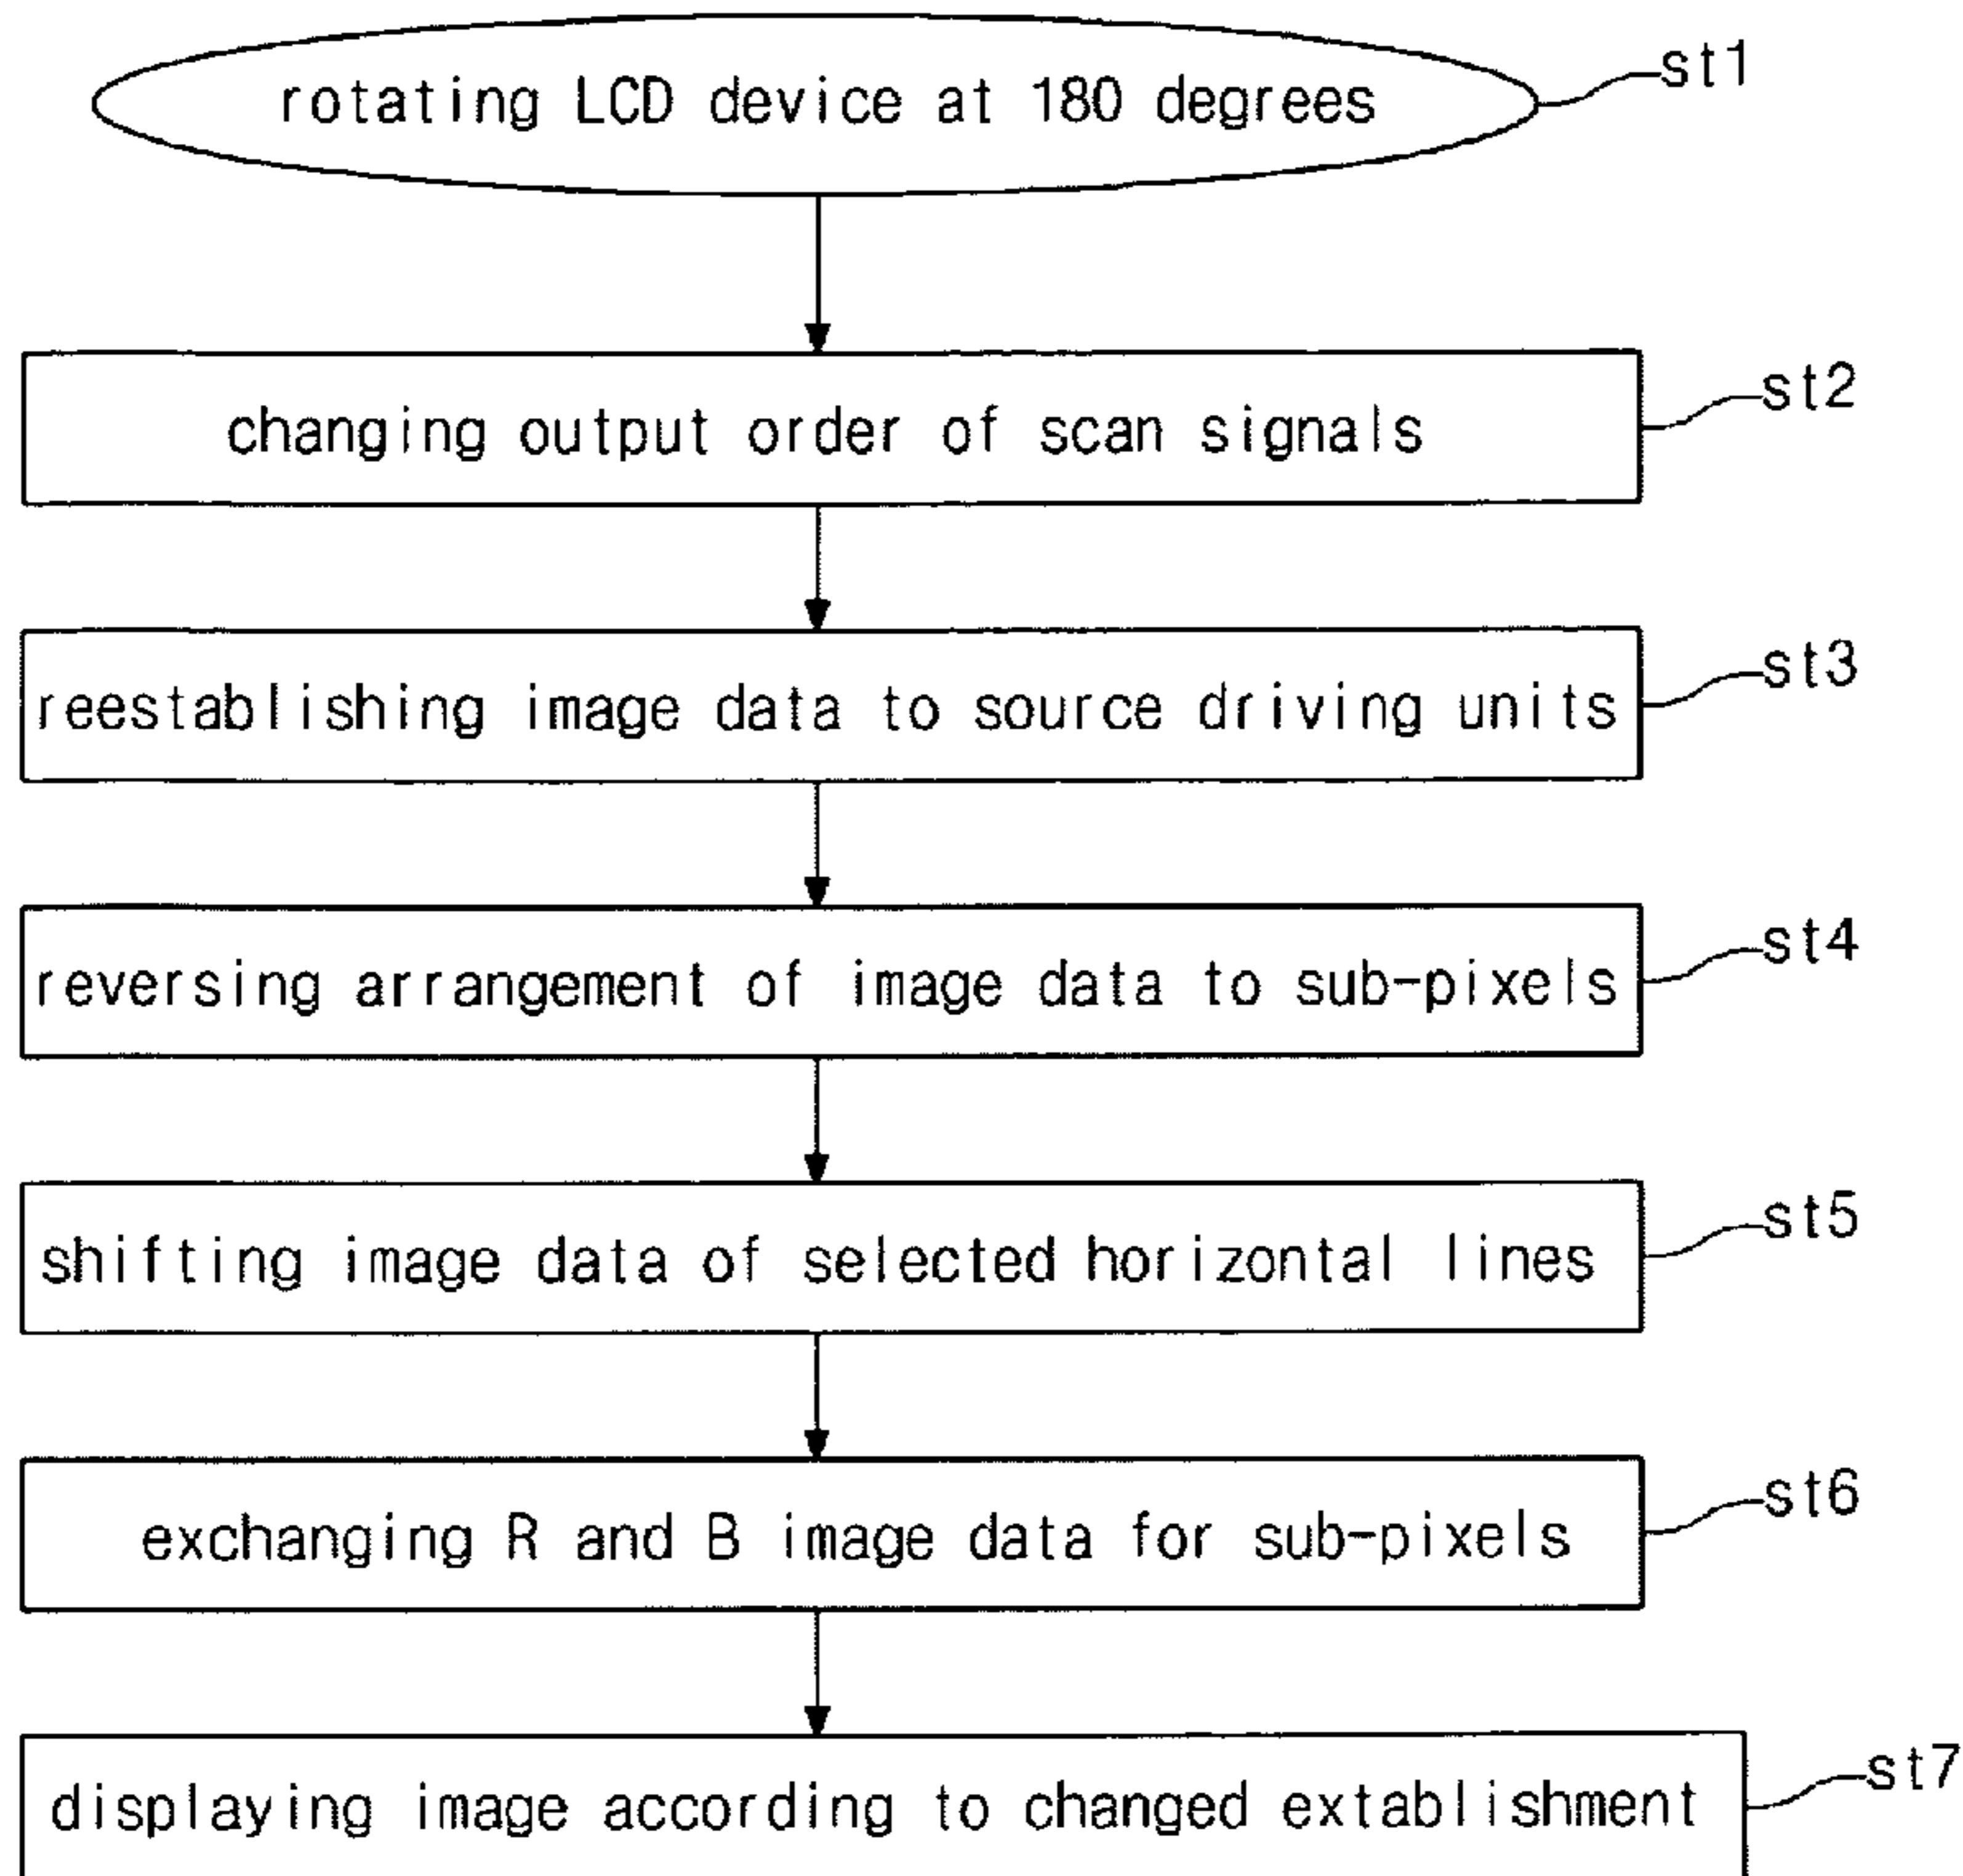 rotating LCD device at 180 degrees
st1
changing output order of scan signals
st2
reestablishing image data to source driving units
st3
reversing arrangement of image data to sub-pixels
st4
shifting image data of selected horizontal lines
st5
exchanging R and B image data for sub-pixels
st6
displaying image according to changed extablishment
st7